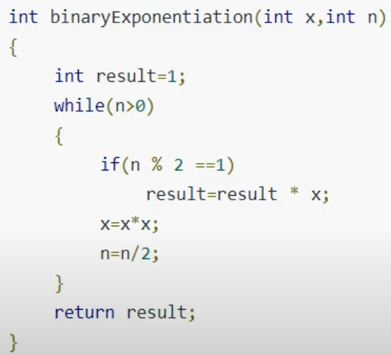 int binaryExponentiation(int x,int n)
{
int result=1;
while(n>0)
{
if(n % 2 ==1)
result=result * x;
x=x*x;
n=n/2;
}
return result;
}